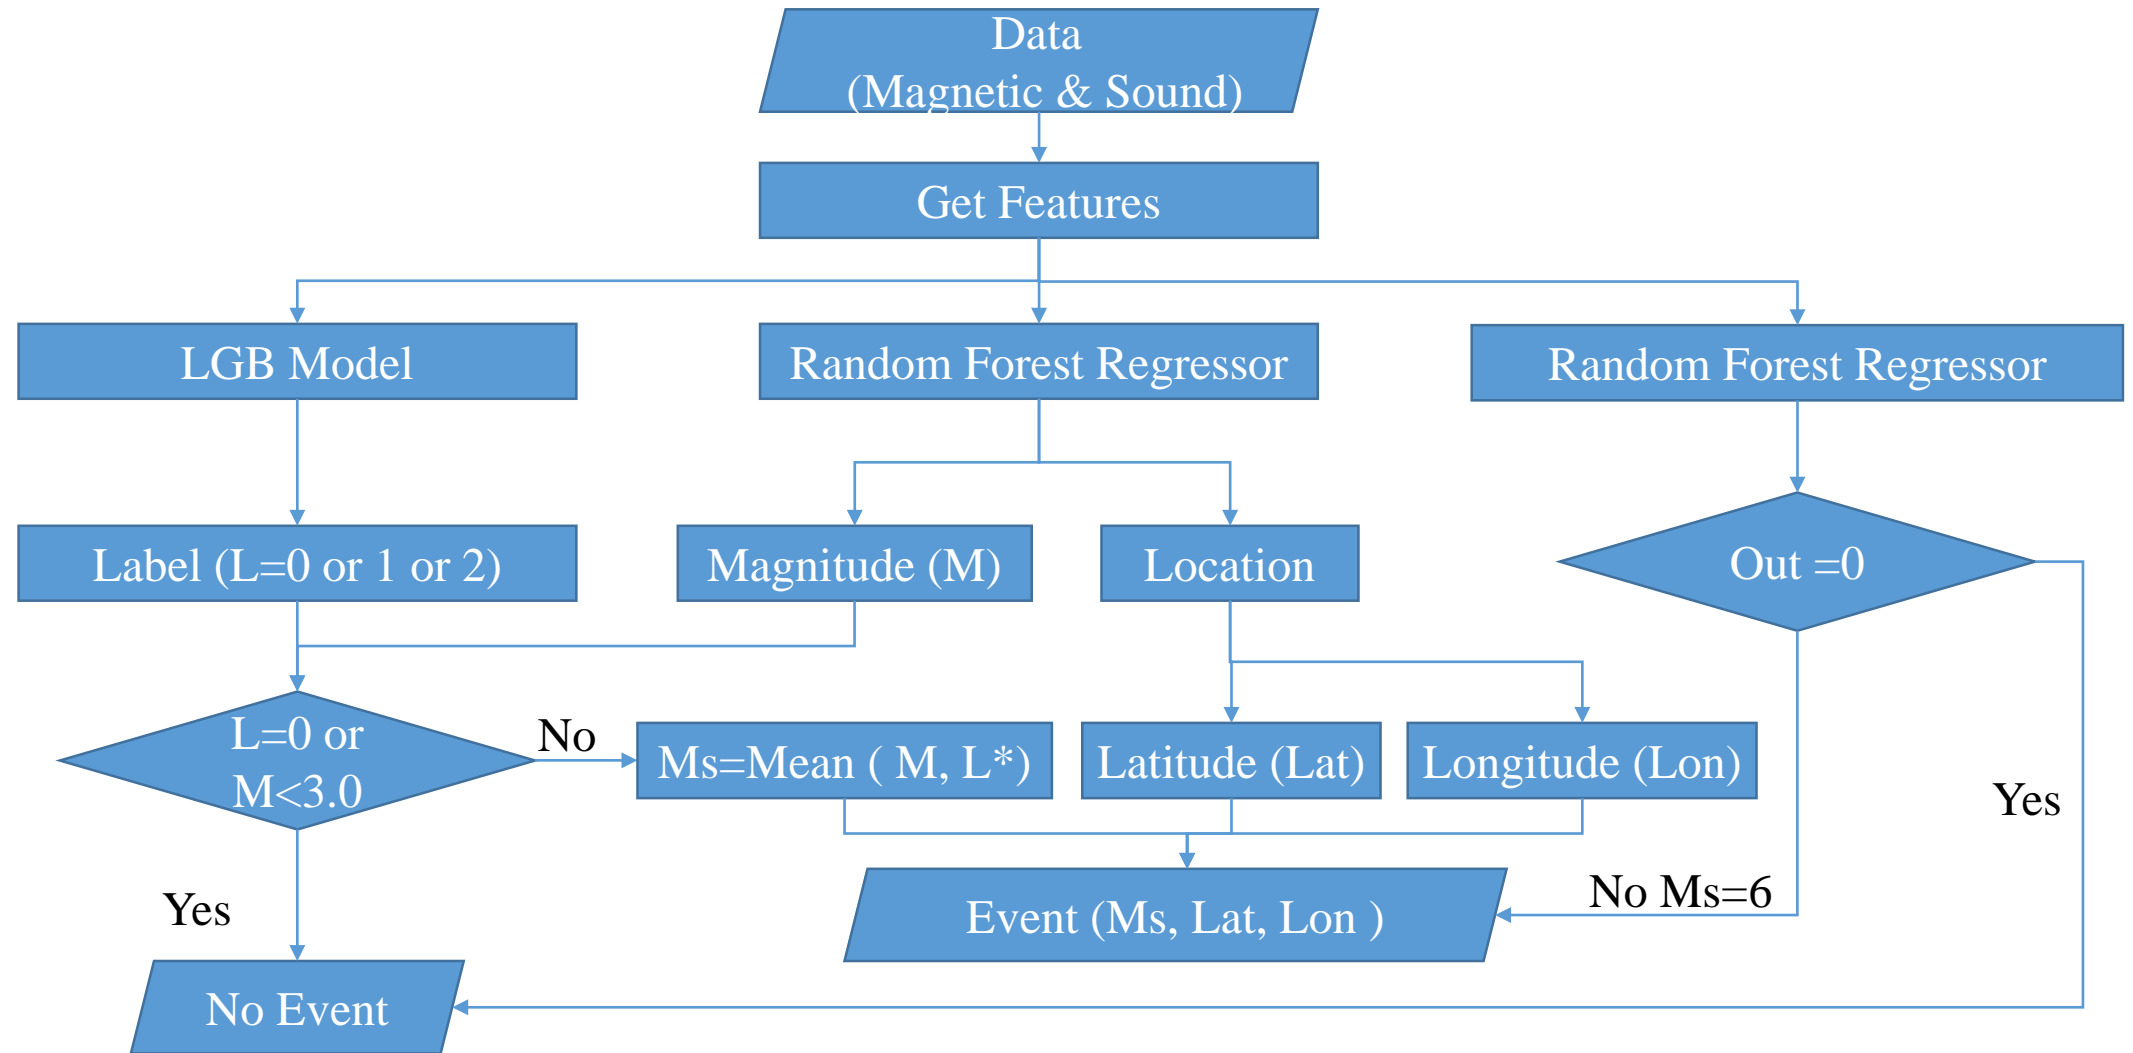 Data
(Magnetic & Sound)
Get Features
LGB Model
Random Forest Regressor
Random Forest Regressor
Label (L=0 or 1 or 2)
Magnitude (M)
Location
Out =0
L=0 or
M<3.0
No
Ms=Mean ( M, L*)
Latitude (Lat)
Longitude (Lon)
Yes
Yes
Event (Ms, Lat, Lon )
No Ms=6
No Event